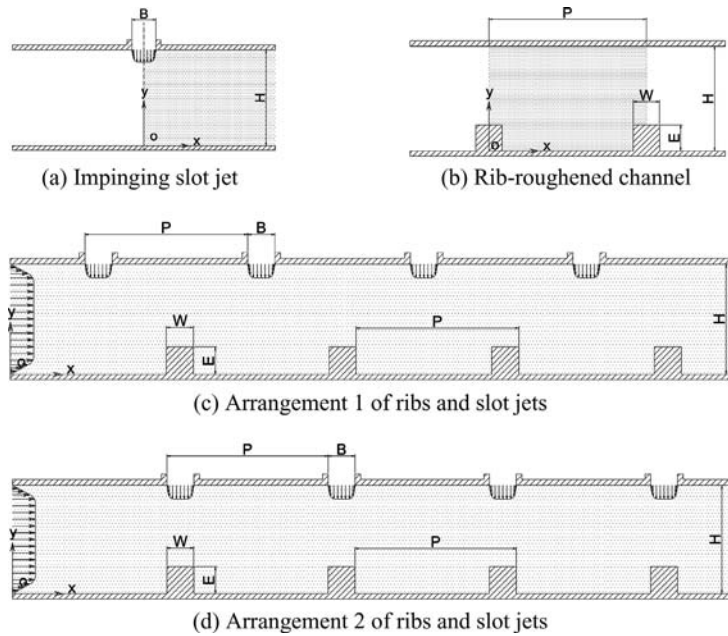 B
H
y
o
x
P
W
y
E
o
x
(a) Impinging slot jet
(b) Rib-roughened channel
P
B
W
P
H
y
E
o
x
(c) Arrangement 1 of ribs and slot jets
P
B
W
P
H
y
E
o
x
(d) Arrangement 2 of ribs and slot jets